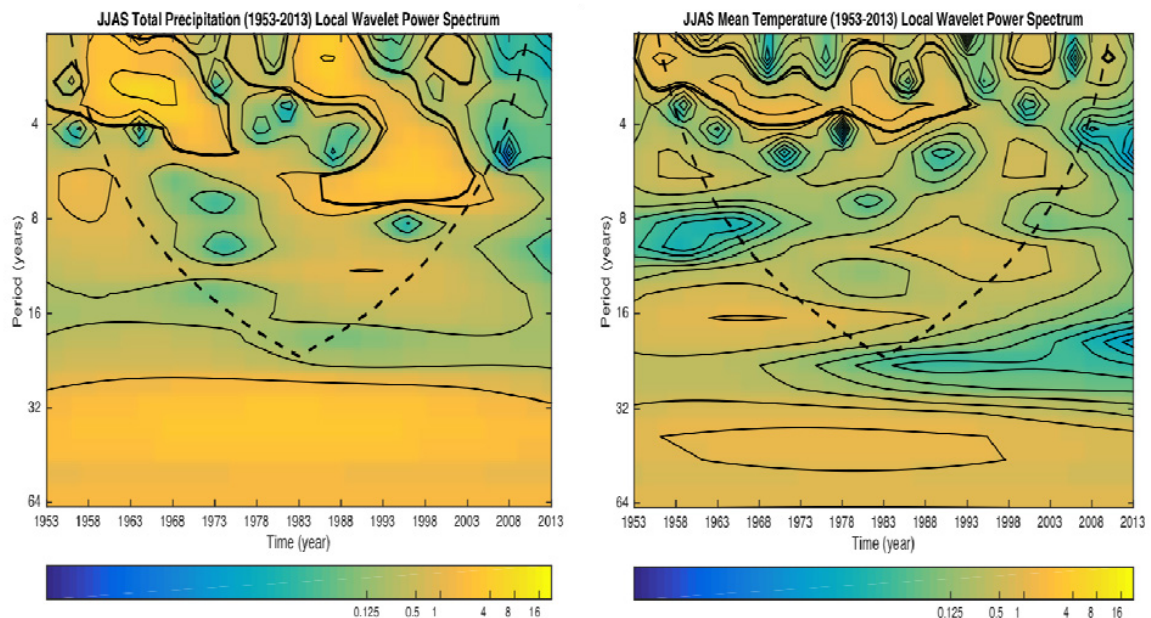 JJAS Total Precipitation (1953-2013) Local Wavelet Power Spectrum
Period (years)
4
8
16
32
64
1953 1958 1963 1968 1973 1978 1983 1988 1993 1998 2003 2008 2013
Time (year)
0.125 0.5 1 4 8 16
JJAS Mean Temperature (1953-2013) Local Wavelet Power Spectrum
Period (years)
4
8
16
32
64
1953 1958 1963 1968 1973 1978 1983 1988 1993 1998 2003 2008 2013
Time (year)
0.125 0.5 1 4 8 16